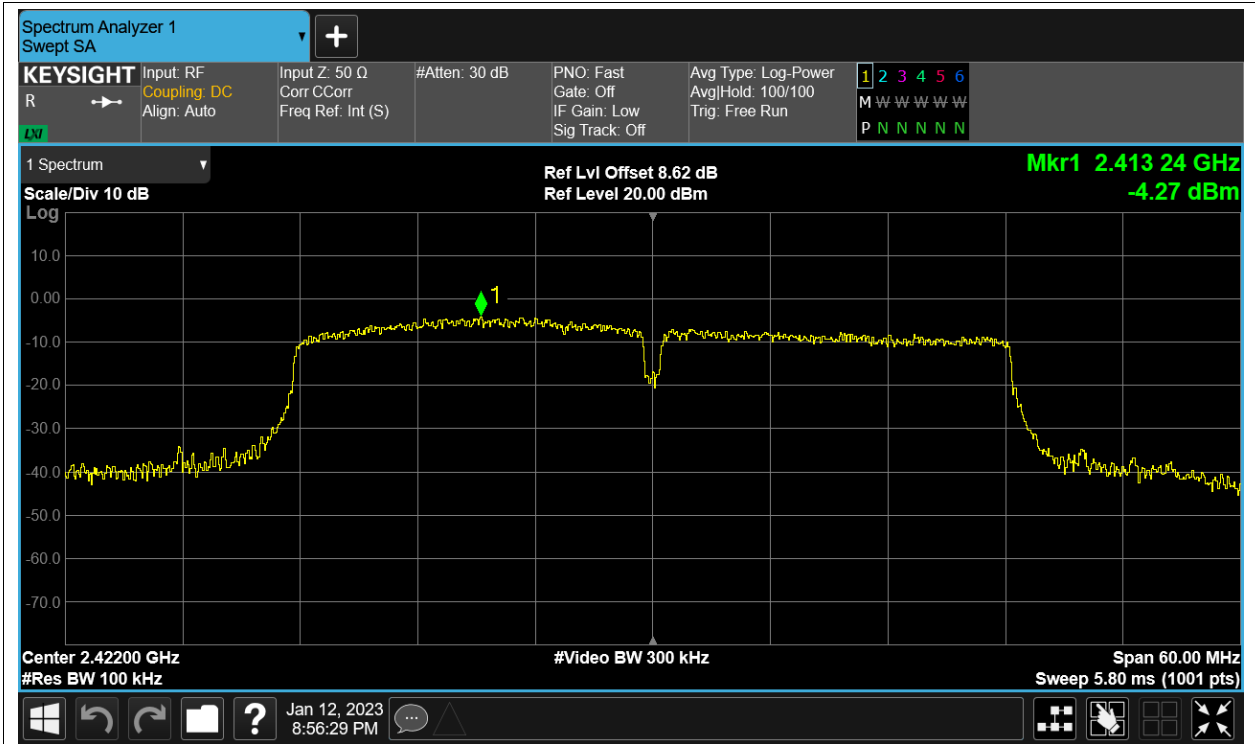 Spectrum Analyzer 1
Swept SA
KEYSIGHT
R
LXI
Input: RF
Coupling: DC
Align: Auto
Input Z: 50 Ω
Corr CCorr
Freq Ref: Int (S)
#Atten: 30 dB
PNO: Fast
Gate: Off
IF Gain: Low
Sig Track: Off
Avg Type: Log-Power
Avg|Hold: 100/100
Trig: Free Run
1 2 3 4 5 6
M W W W W W
P N N N N N
1 Spectrum
Scale/Div 10 dB
Ref Lvl Offset 8.62 dB
Ref Level 20.00 dBm
Mkr1 2.413 24 GHz
-4.27 dBm
Log
10.0
0.00
-10.0
-20.0
-30.0
-40.0
-50.0
-60.0
-70.0
1
Center 2.42200 GHz
#Res BW 100 kHz
#Video BW 300 kHz
Span 60.00 MHz
Sweep 5.80 ms (1001 pts)
?
Jan 12, 2023
8:56:29 PM